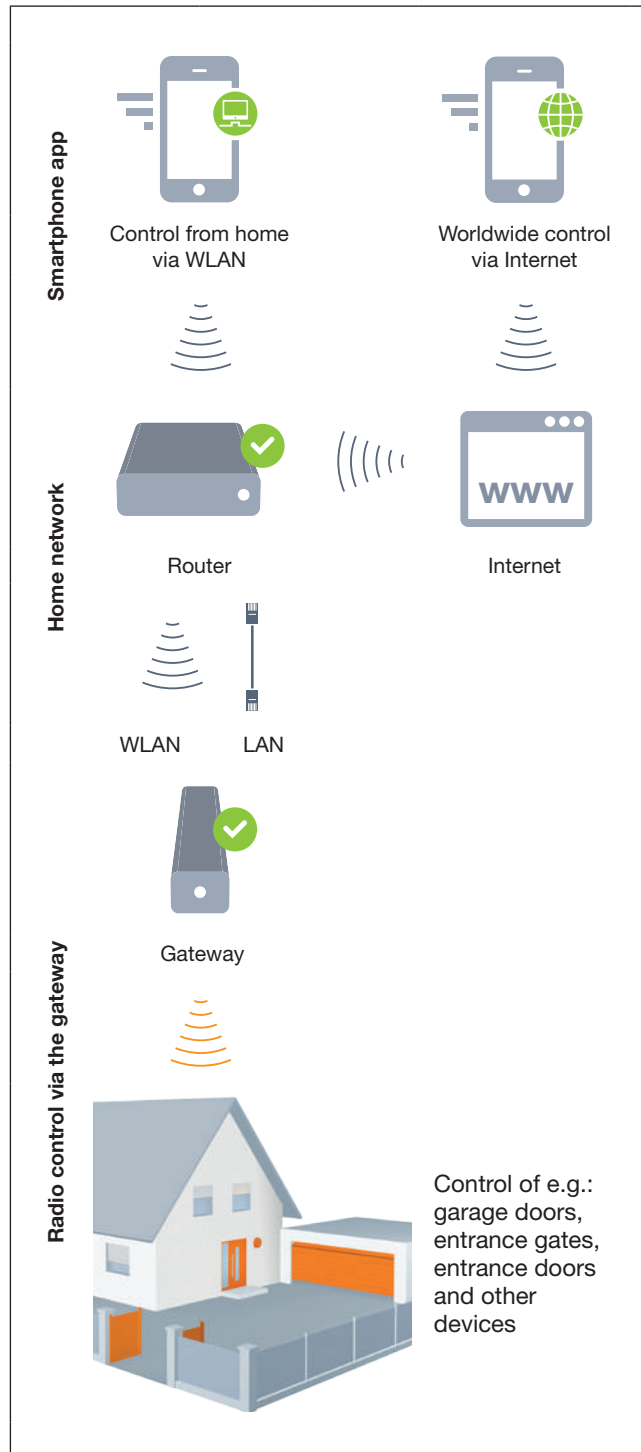 Smartphone app
Control from home
via WLAN
Worldwide control
via Internet
Home network
Router
www
Internet
WLAN
LAN
Radio control via the gateway
Gateway
Control of e.g.:
garage doors,
entrance gates,
entrance doors
and other
devices